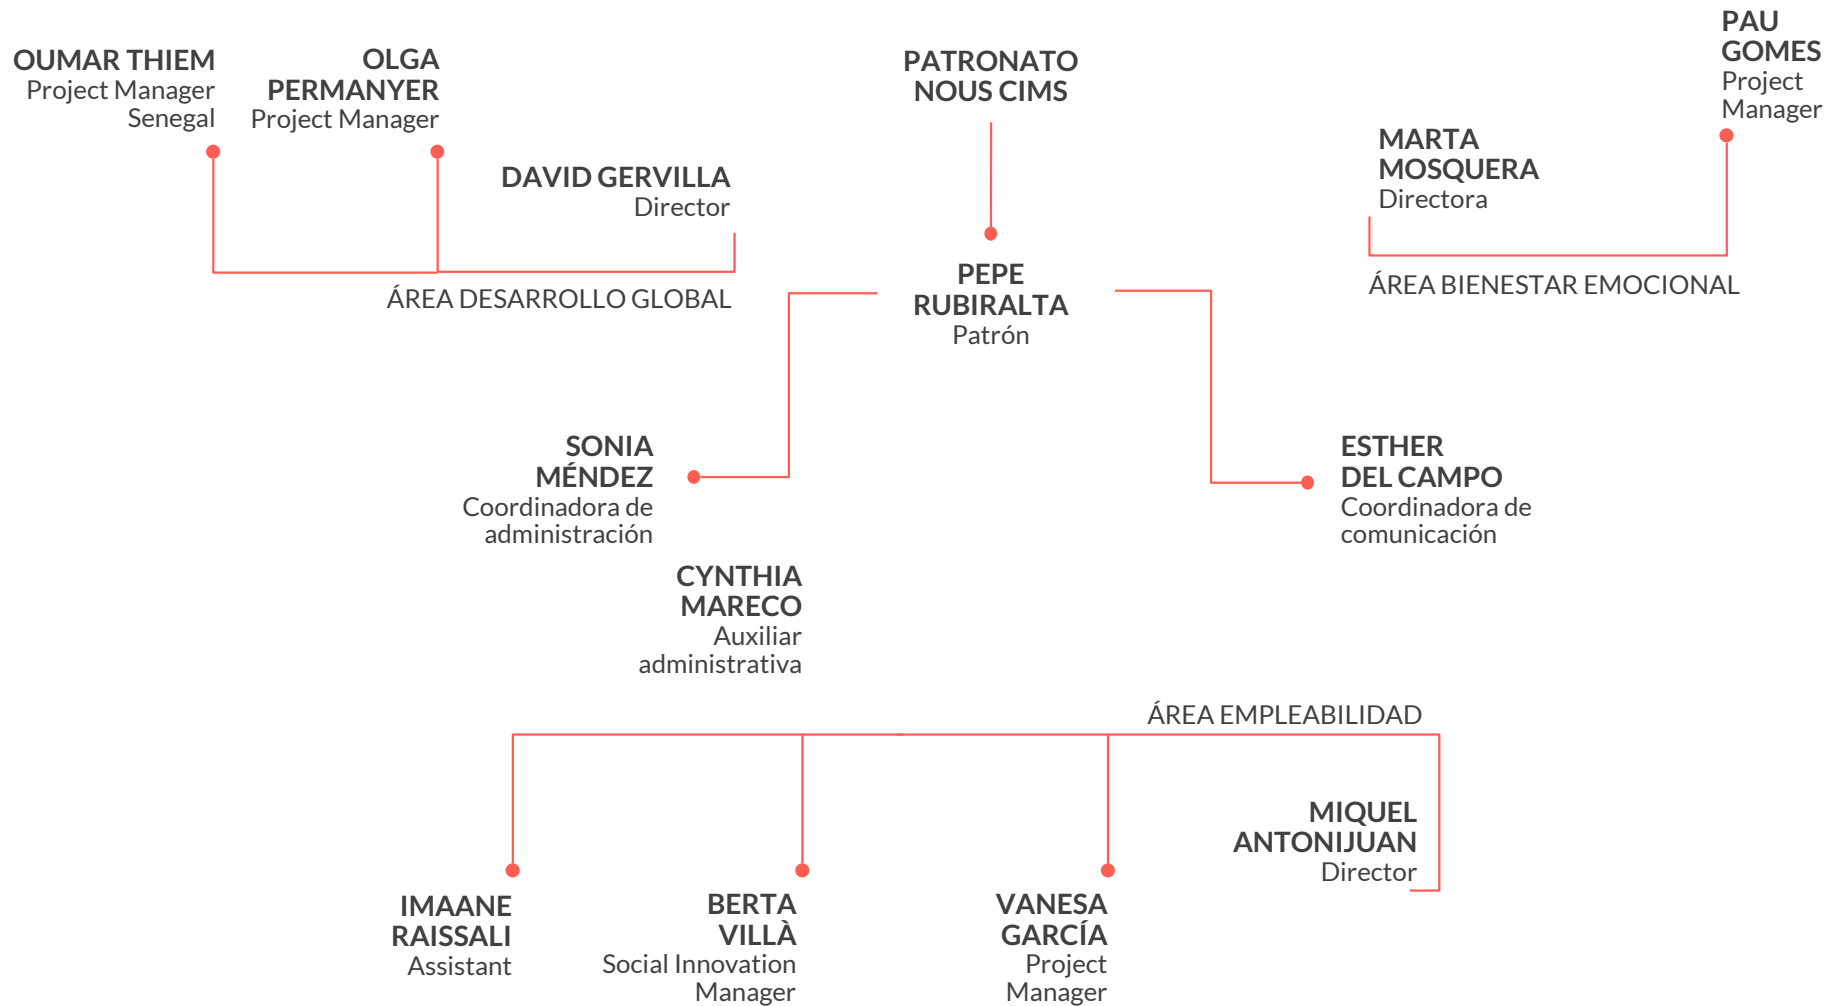 OUMAR THIEM
Project Manager
Senegal
OLGA
PERMANYER
Project Manager
DAVID GERVILLA
Director
ÁREA DESARROLLO GLOBAL
PATRONATO
NOUS CIMS
PEPE
RUBIRALTA
Patrón
MARTA
MOSQUERA
Directora
PAU
GOMES
Project
Manager
ÁREA BIENESTAR EMOCIONAL
SONIA
MÉNDEZ
Coordinadora de
administración
CYNTHIA
MARECO
Auxiliar
administrativa
ESTHER
DEL CAMPO
Coordinadora de
comunicación
ÁREA EMPLEABILIDAD
IMAANE
RAISSALI
Assistant
BERTA
VILLÀ
Social Innovation
Manager
VANESA
GARCÍA
Project
Manager
MIQUEL
ANTONIJUAN
Director